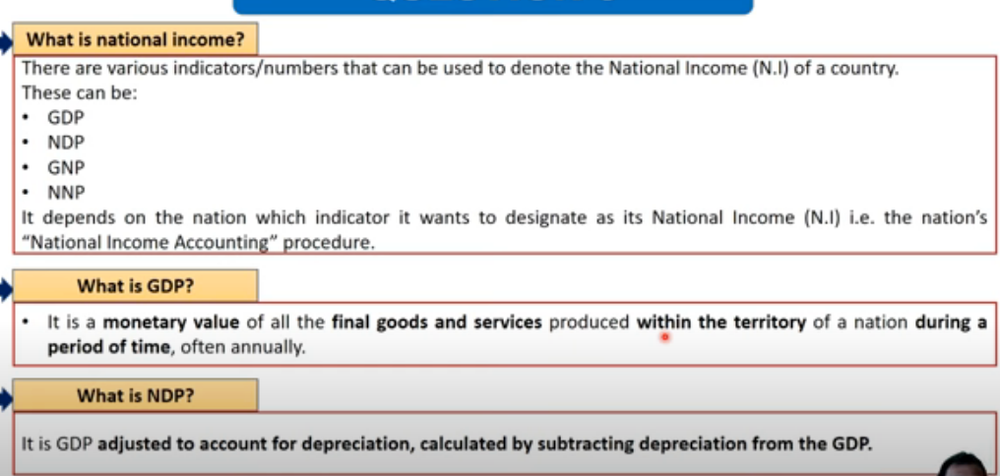 What is national income?
There are various indicators/numbers that can be used to denote the National Income (N.I) of a country.
These can be:
• GDP
• NDP
• GNP
• NNP
It depends on the nation which indicator it wants to designate as its National Income (N.I) i.e. the nation's
"National Income Accounting" procedure.
What is GDP?
• It is a monetary value of all the final goods and services produced within the territory of a nation during a
period of time, often annually.
What is NDP?
It is GDP adjusted to account for depreciation, calculated by subtracting depreciation from the GDP.